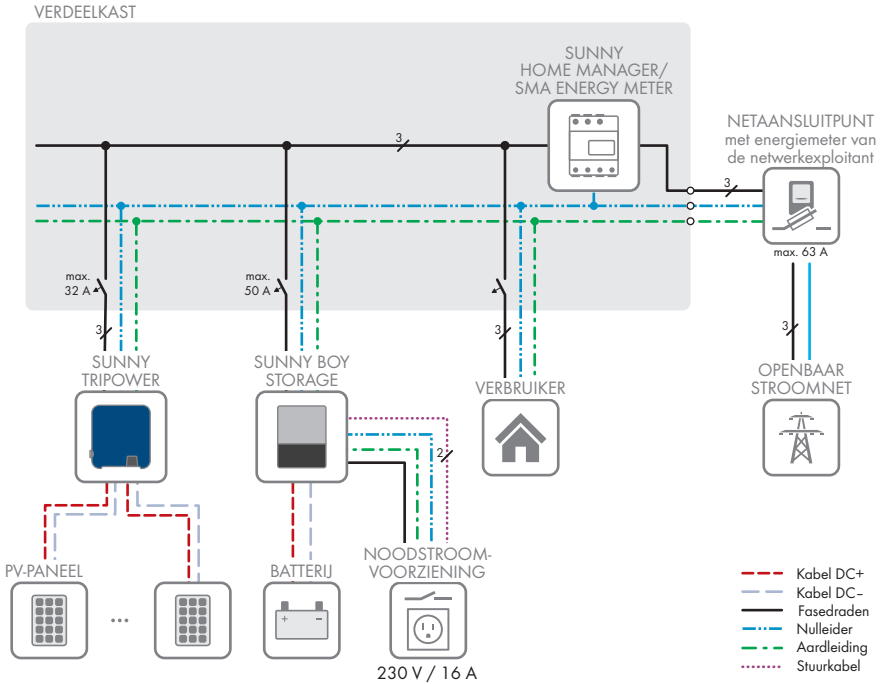 VERDEELKAST
SUNNY
HOME MANAGER/
SMA ENERGY METER
NETAANSLUITPUNT
met energiemeter van
de netwerkexploitant
3
3
max. 63 A
max.
32 A
max.
50 A
3
3
3
SUNNY
TRIPOWER
SUNNY BOY
STORAGE
VERBRUIKER
OPENBAAR
STROOMNET
2
PV-PANEEL
...
BATTERIJ
+ -
NOODSTROOM-
VOORZIENING
230 V / 16 A
Kabel DC+
Kabel DC–
Fasedraden
Nulleider
Aardleiding
Stuurkabel